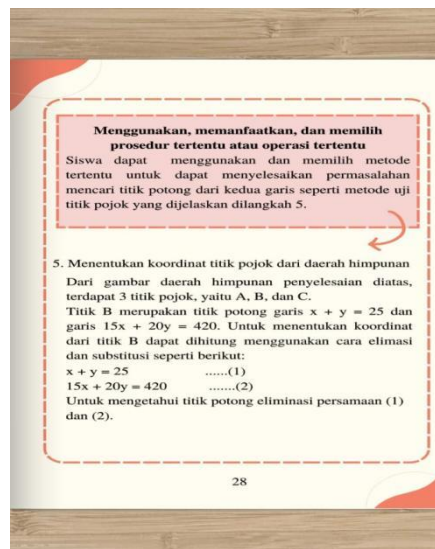 Menggunakan, memanfaatkan, dan memilih
prosedur tertentu atau operasi tertentu
Siswa dapat menggunakan dan memilih metode
tertentu untuk dapat menyelesaikan permasalahan
mencari titik potong dari kedua garis seperti metode uji
titik pojok yang dijelaskan dilangkah 5.
5. Menentukan koordinat titik pojok dari daerah himpunan
Dari gambar daerah himpunan penyelesaian diatas,
terdapat 3 titik pojok, yaitu A, B, dan C.
Titik B merupakan titik potong garis x + y = 25 dan
garis 15x + 20y = 420. Untuk menentukan koordinat
dari titik B dapat dihitung menggunakan cara elimasi
dan substitusi seperti berikut:
x + y = 25 ......(1)
15x + 20y = 420 .......(2)
Untuk mengetahui titik potong eliminasi persamaan (1)
dan (2).
28